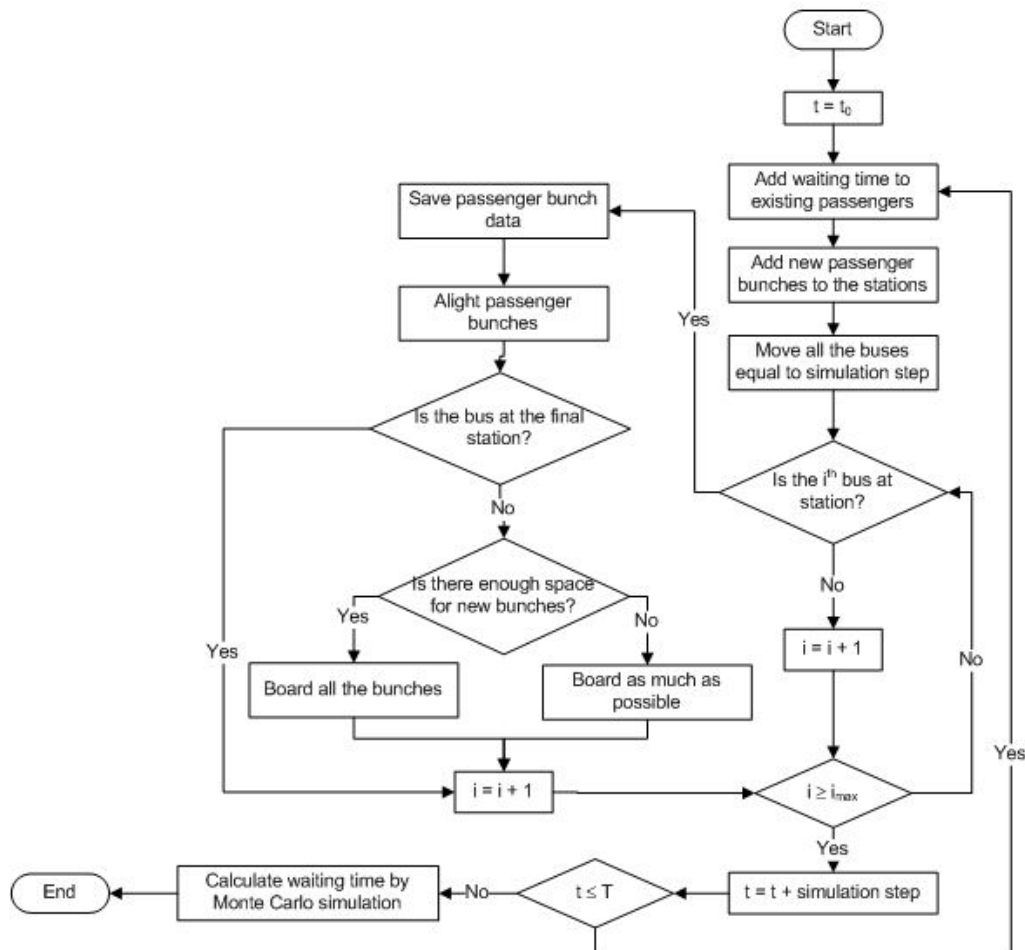 Start
t = t₀
Add waiting time to
existing passengers
Add new passenger
bunches to the stations
Move all the buses
equal to simulation step
Is the iᵗʰ bus at
station?
Yes
Save passenger bunch
data
Alight passenger
bunches
Is the bus at the final
station?
No
Is there enough space
for new bunches?
Yes
No
Yes
Board all the bunches
Board as much as
possible
i = i + 1
No
i = i + 1
No
i ≥ iₘₐₓ
Yes
Yes
t = t + simulation step
t ≤ T
No
Calculate waiting time by
Monte Carlo simulation
End